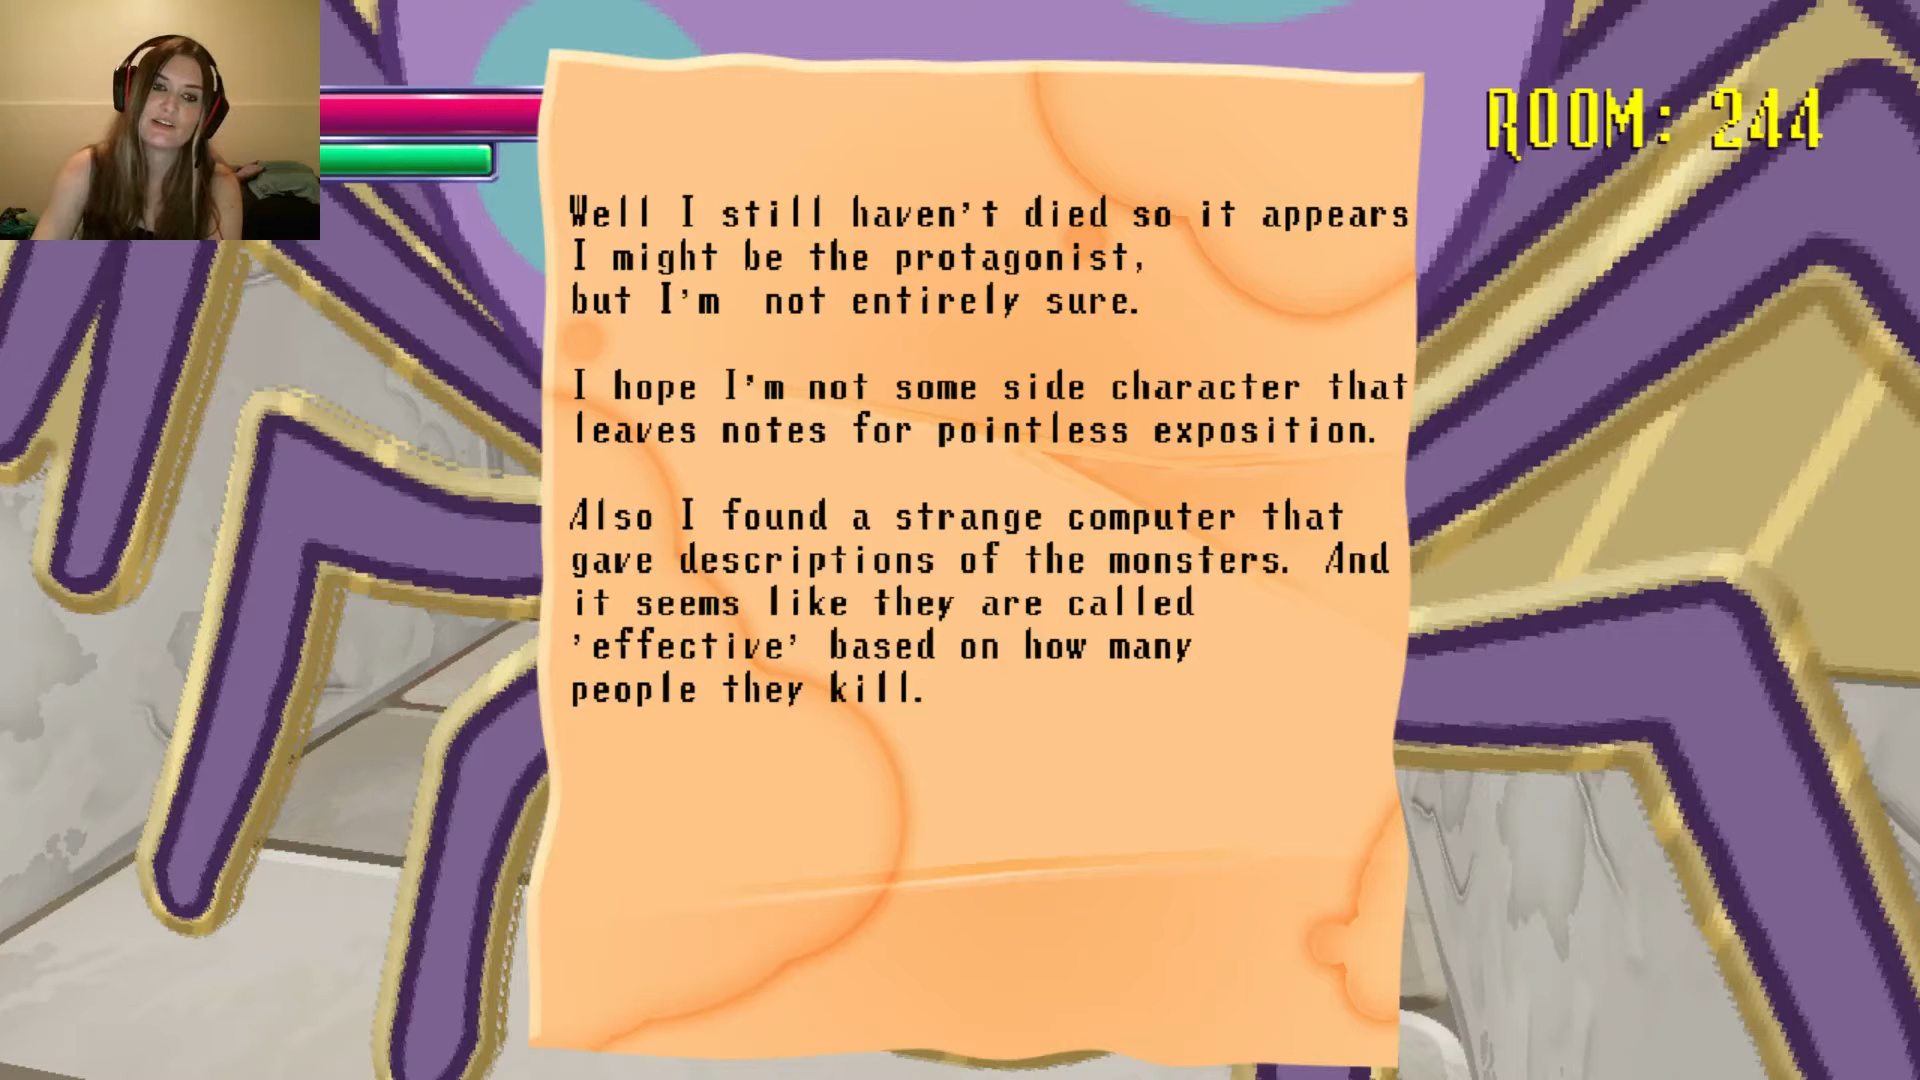 ROOM: 244
Well I still haven't died so it appears
I might be the protagonist,
but I'm  not entirely sure.
I hope I'm not some side character that
leaves notes for pointless exposition.
Also I found a strange computer that
gave descriptions of the monsters.  And
it seems like they are called
'effective' based on how many
people they kill.